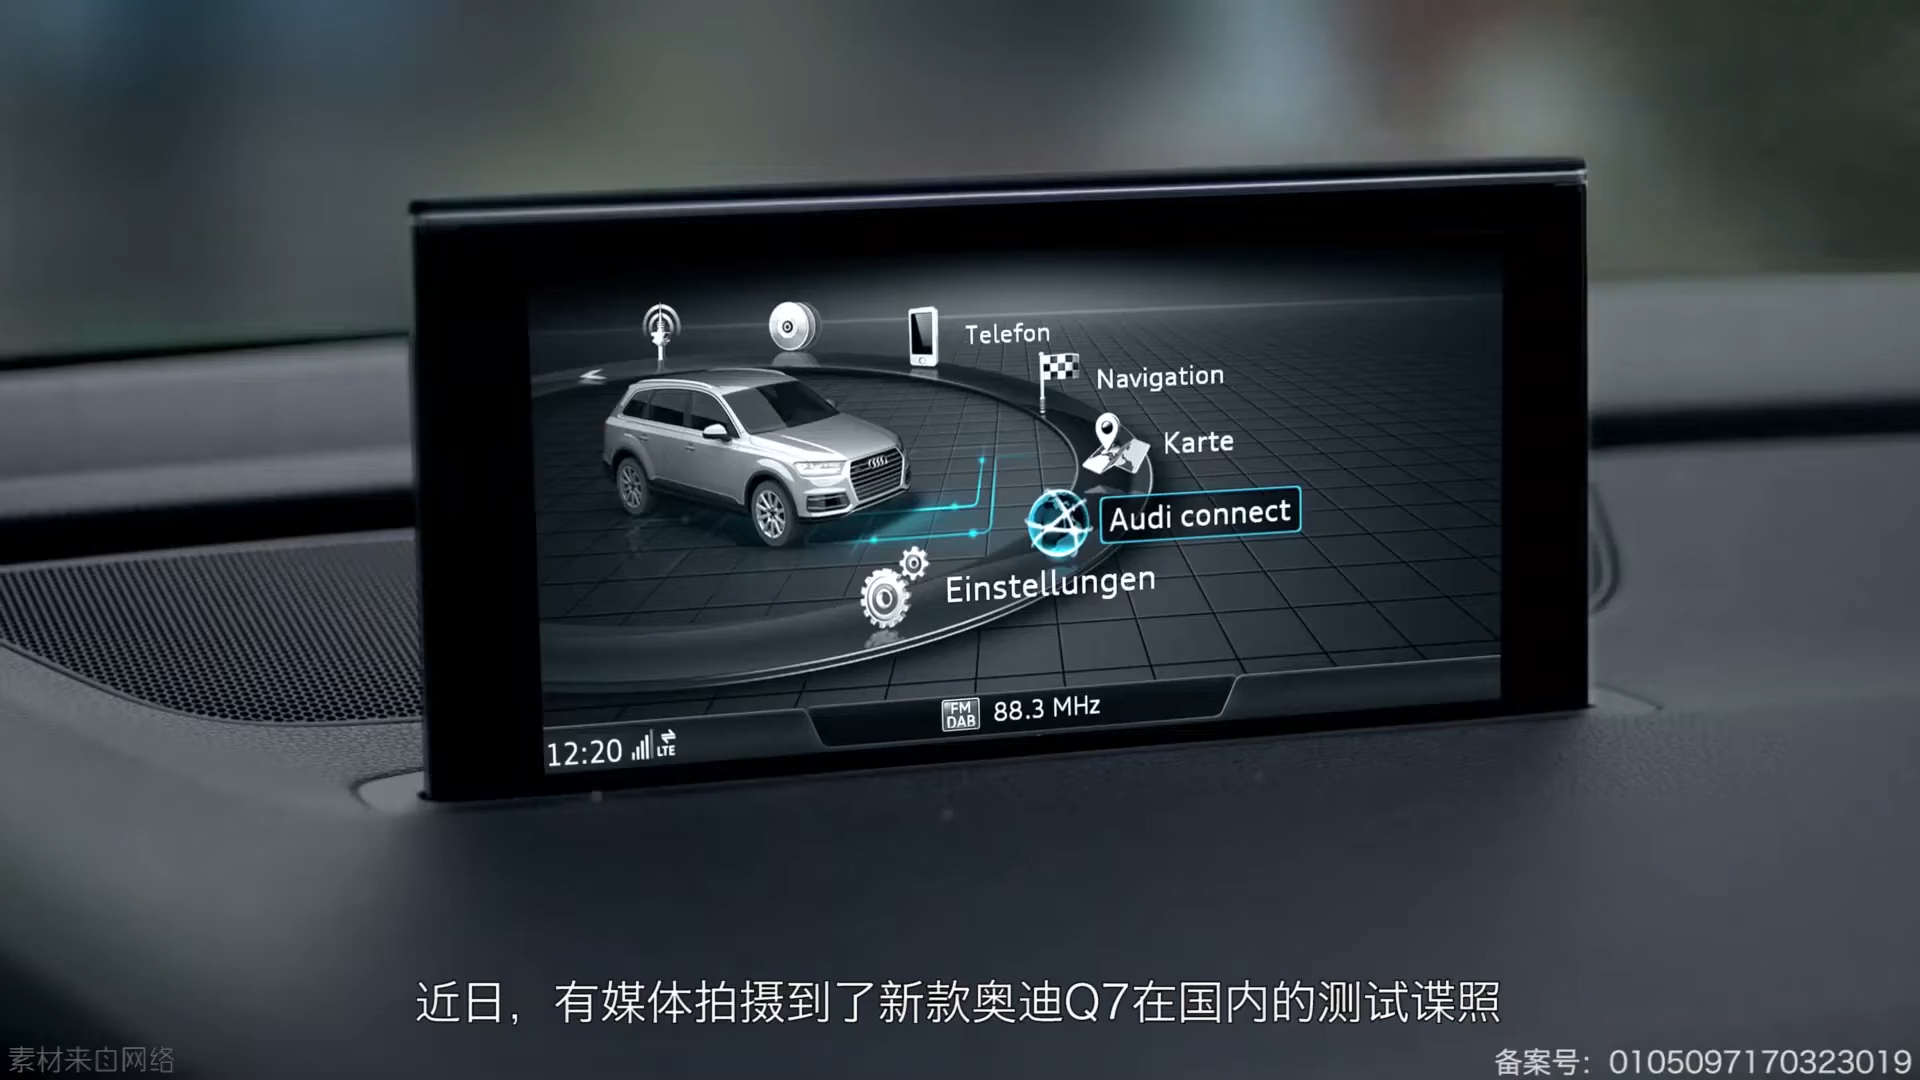 Telefon
Navigation
Karte
Audi connect
Einstellungen
FM
DAB
88.3 MHz
12:20
LTE
近日，有媒体拍摄到了新款奥迪Q7在国内的测试谍照
素材来自网络
备案号：0105097170323019